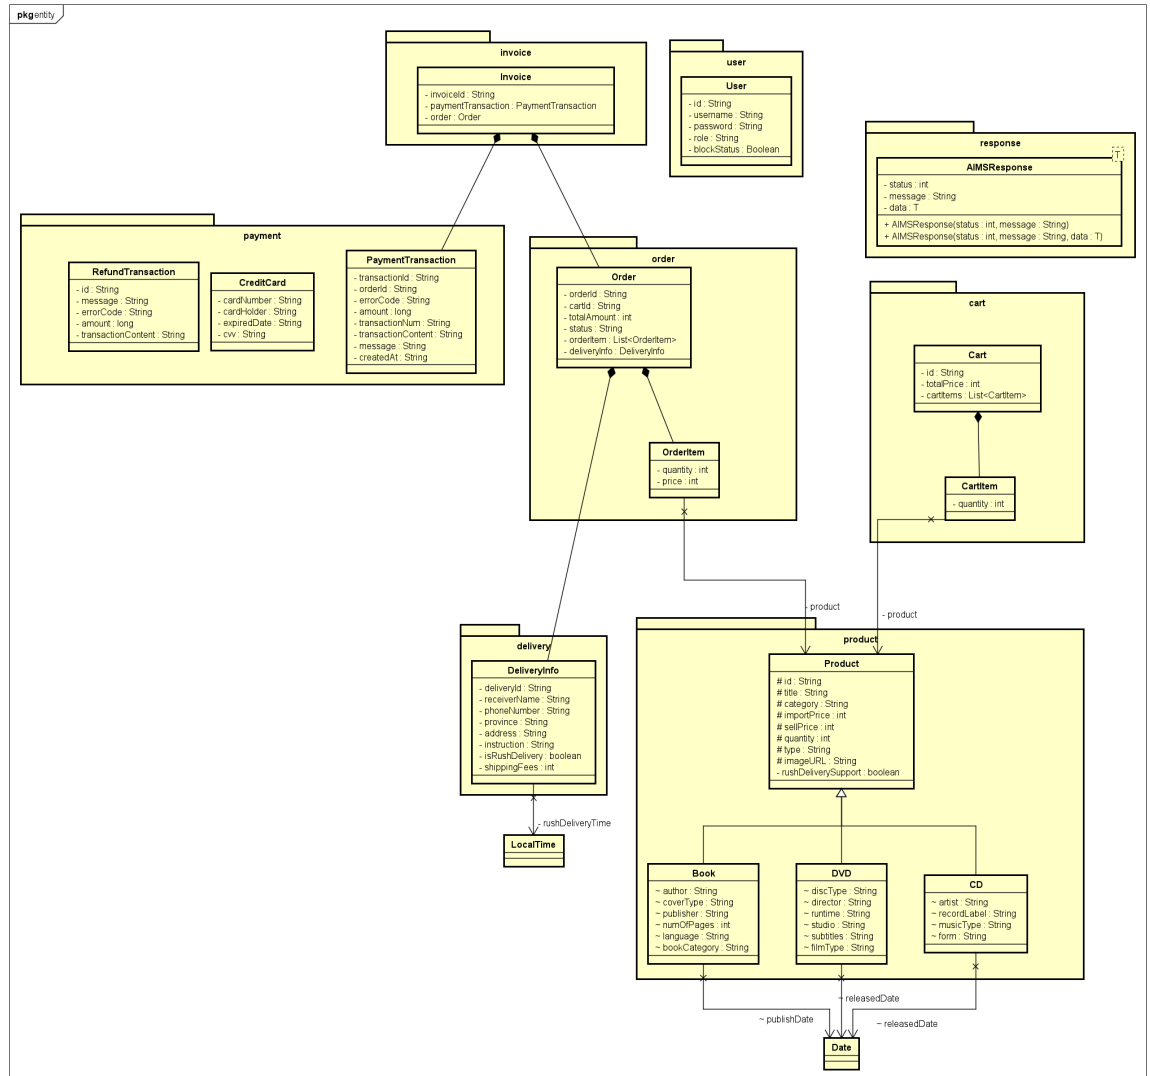 pkg entity
invoice
Invoice
- invoiceId : String
- paymentTransaction : PaymentTransaction
- order : Order
user
User
- id : String
- username : String
- password : String
- role : String
- blockStatus : Boolean
response
T
AIMSResponse
- status : int
- message : String
- data : T
+ AIMSResponse(status : int, message : String)
+ AIMSResponse(status : int, message : String, data : T)
payment
RefundTransaction
- id : String
- message : String
- errorCode : String
- amount : long
- transactionContent : String
CreditCard
- cardNumber : String
- cardHolder : String
- expiredDate : String
- cvv : String
PaymentTransaction
- transactionId : String
- orderId : String
- errorCode : String
- amount : long
- transactionNum : String
- transactionContent : String
- message : String
- createdAt : String
order
Order
- orderId : String
- cartId : String
- totalAmount : int
- status : String
- orderItem : List<OrderItem>
- deliveryInfo : DeliveryInfo
OrderItem
- quantity : int
- price : int
cart
Cart
- id : String
- totalPrice : int
- cartItems : List<CartItem>
CartItem
- quantity : int
- product
- product
delivery
DeliveryInfo
- deliveryId : String
- receiverName : String
- phoneNumber : String
- province : String
- address : String
- instruction : String
- isRushDelivery : boolean
- shippingFees : int
- rushDeliveryTime
LocalTime
product
Product
# id : String
# title : String
# category : String
# importPrice : int
# sellPrice : int
# quantity : int
# type : String
# imageURL : String
- rushDeliverySupport : boolean
Book
~ author : String
~ coverType : String
~ publisher : String
~ numOfPages : int
~ language : String
~ bookCategory : String
DVD
~ discType : String
~ director : String
~ runtime : String
~ studio : String
~ subtitles : String
~ filmType : String
CD
~ artist : String
~ recordLabel : String
~ musicType : String
~ form : String
~ releasedDate
~ publishDate
~ releasedDate
Date